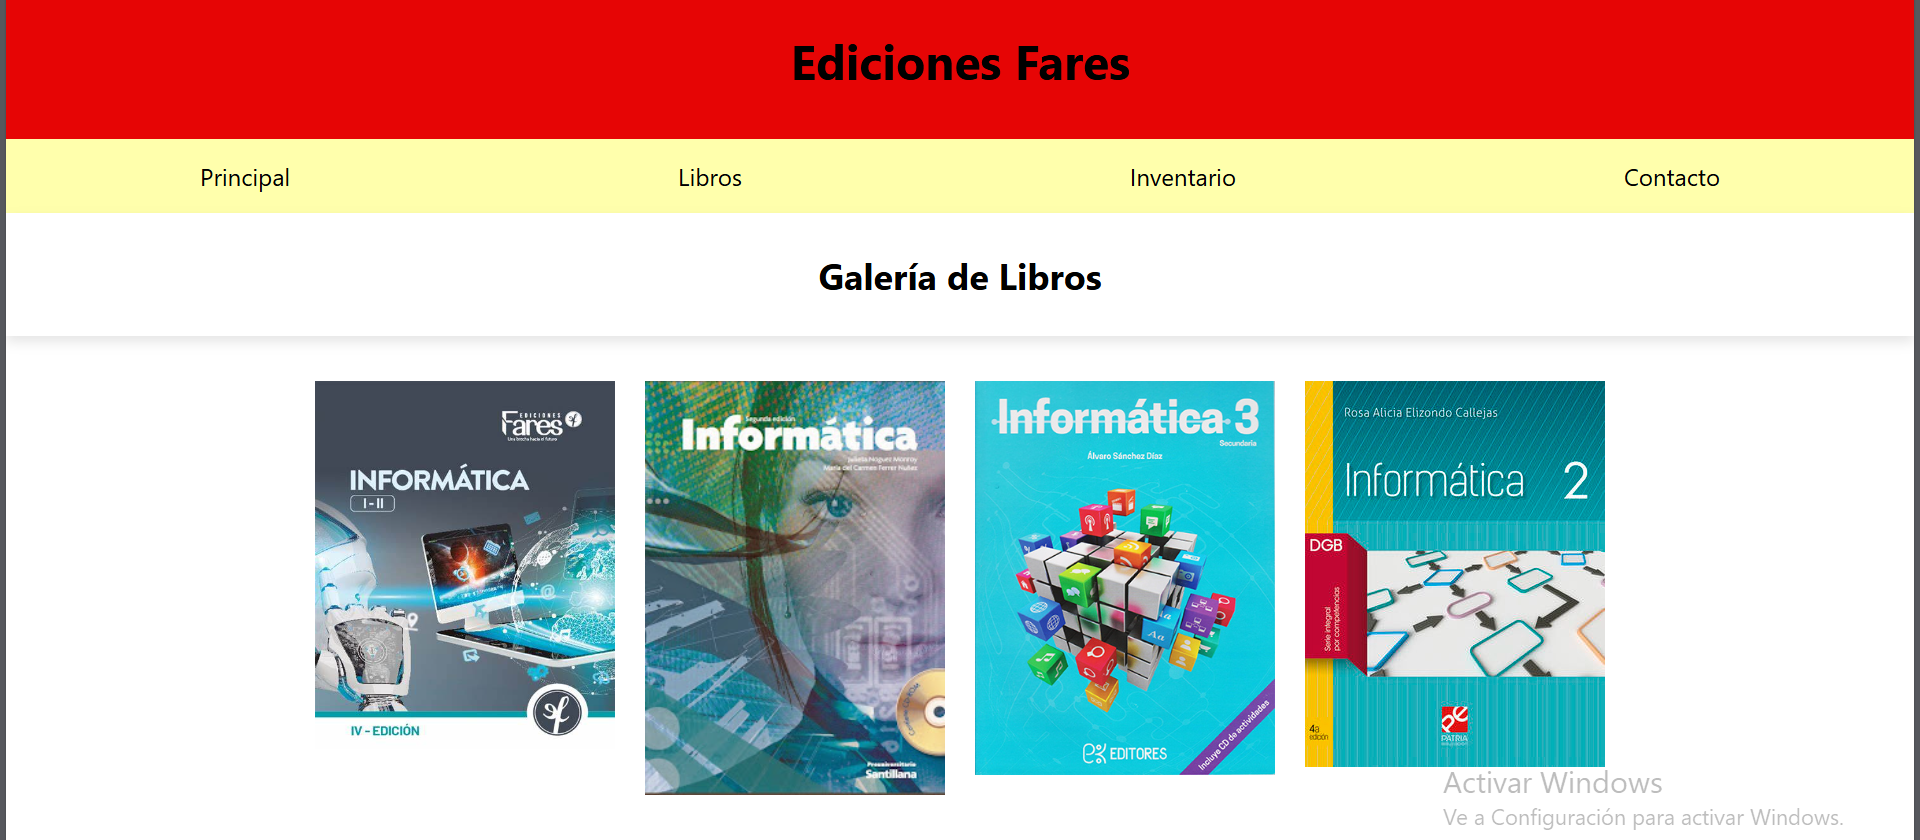 Ediciones Fares
Principal
Libros
Inventario
Contacto
Galería de Libros
EDICIONES
Fares
Una brecha hacia el futuro
INFORMÁTICA
I - II
IV - EDICIÓN
Segunda edición
Informática
Julieta Noguez Monroy
María del Carmen Ferrer Nuñez
Preuniversitario
Santillana
Informática 3
Secundaria
Álvaro Sánchez Díaz
Aa
Incluye CD de actividades
EDITORES
Rosa Alicia Elizondo Callejas
Informática 2
DGB
Serie integral
por competencias
4a
edición
PATRIA
Activar Windows
Ve a Configuración para activar Windows.